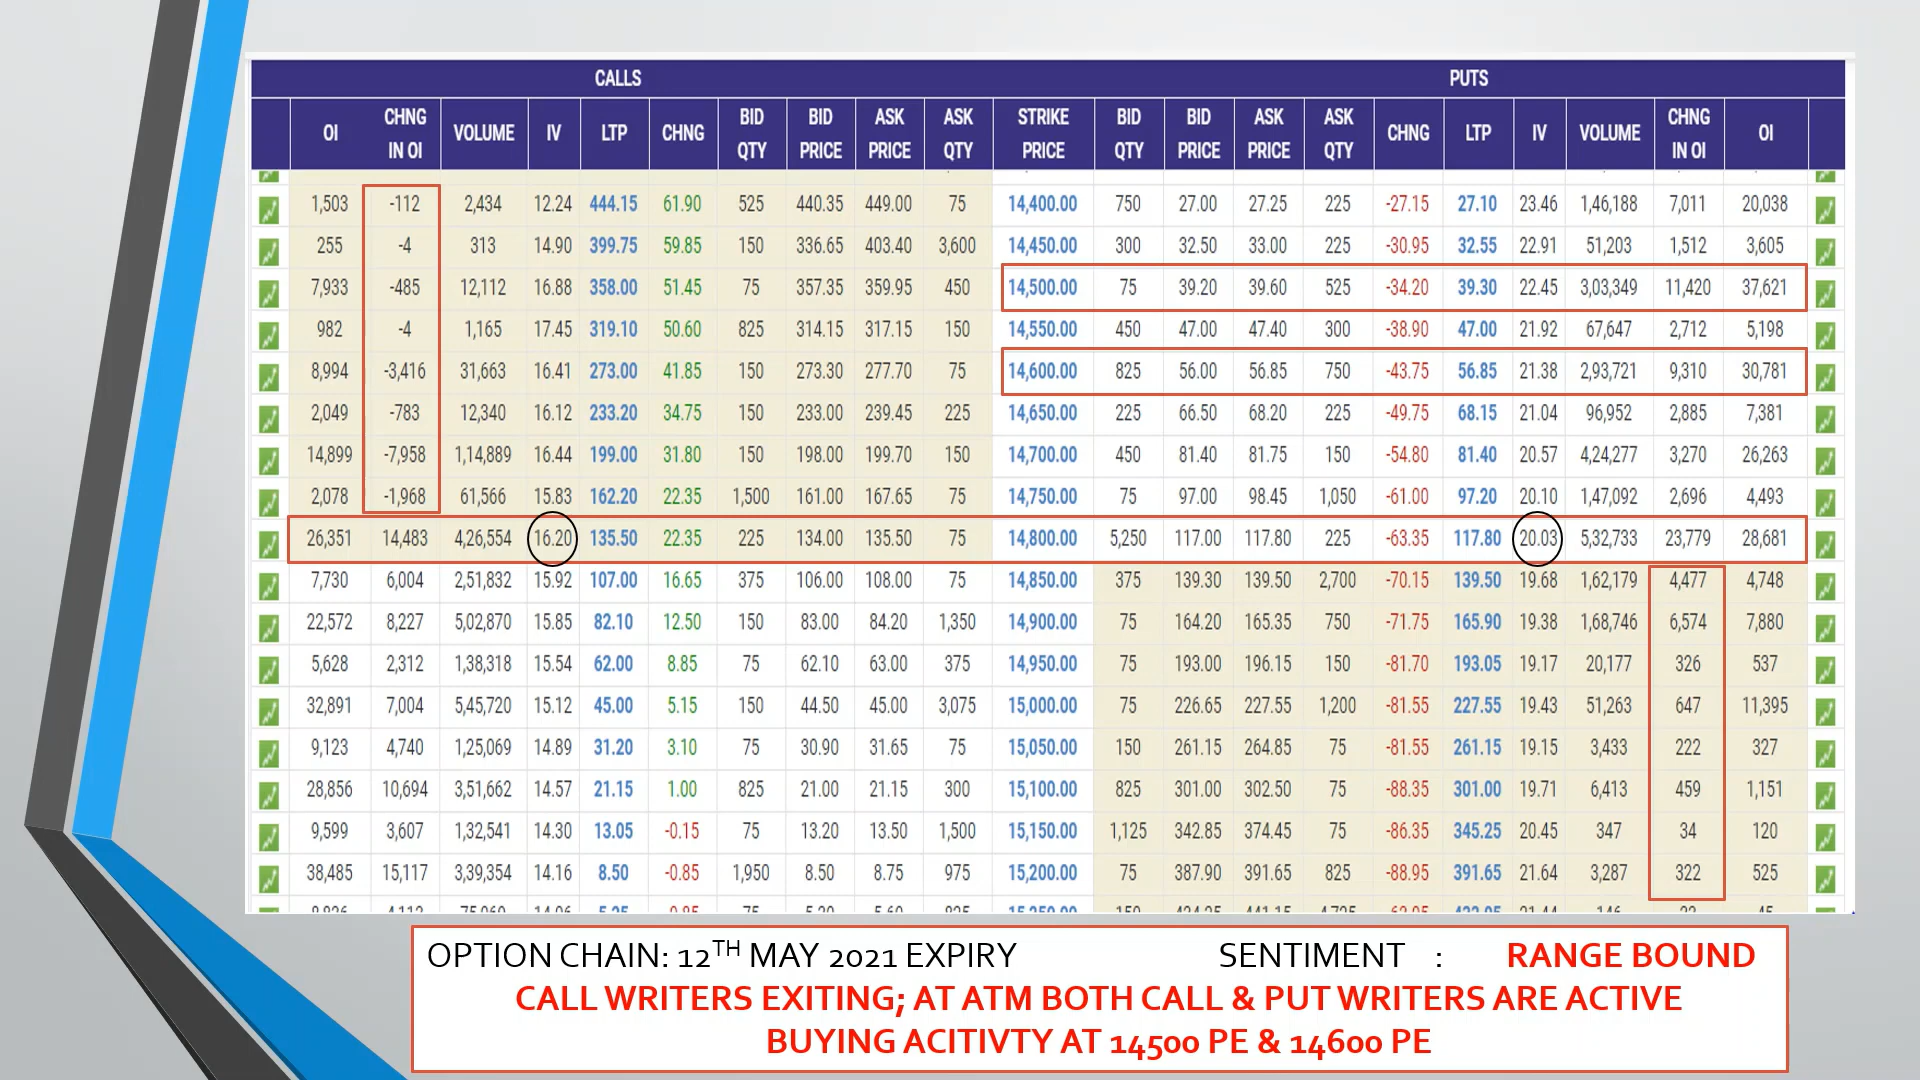 CALLS PUTS
OI CHNG IN OI VOLUME IV LTP CHNG BID QTY BID PRICE ASK PRICE ASK QTY STRIKE PRICE BID QTY BID PRICE ASK PRICE ASK QTY CHNG LTP IV VOLUME CHNG IN OI OI
1,503 -112 2,434 12.24 444.15 61.90 525 440.35 449.00 75 14,400.00 750 27.00 27.25 225 -27.15 27.10 23.46 1,46,188 7,011 20,038
255 -4 313 14.90 399.75 59.85 150 336.65 403.40 3,600 14,450.00 300 32.50 33.00 225 -30.95 32.55 22.91 51,203 1,512 3,605
7,933 -485 12,112 16.88 358.00 51.45 75 357.35 359.95 450 14,500.00 75 39.20 39.60 525 -34.20 39.30 22.45 3,03,349 11,420 37,621
982 -4 1,165 17.45 319.10 50.60 825 314.15 317.15 150 14,550.00 450 47.00 47.40 300 -38.90 47.00 21.92 67,647 2,712 5,198
8,994 -3,416 31,663 16.41 273.00 41.85 150 273.30 277.70 75 14,600.00 825 56.00 56.85 750 -43.75 56.85 21.38 2,93,721 9,310 30,781
2,049 -783 12,340 16.12 233.20 34.75 150 233.00 239.45 225 14,650.00 225 66.50 68.20 225 -49.75 68.15 21.04 96,952 2,885 7,381
14,899 -7,958 1,14,889 16.44 199.00 31.80 150 198.00 199.70 150 14,700.00 450 81.40 81.75 150 -54.80 81.40 20.57 4,24,277 3,270 26,263
2,078 -1,968 61,566 15.83 162.20 22.35 1,500 161.00 167.65 75 14,750.00 75 97.00 98.45 1,050 -61.00 97.20 20.10 1,47,092 2,696 4,493
26,351 14,483 4,26,554 16.20 135.50 22.35 225 134.00 135.50 75 14,800.00 5,250 117.00 117.80 225 -63.35 117.80 20.03 5,32,733 23,779 28,681
7,730 6,004 2,51,832 15.92 107.00 16.65 375 106.00 108.00 75 14,850.00 375 139.30 139.50 2,700 -70.15 139.50 19.68 1,62,179 4,477 4,748
22,572 8,227 5,02,870 15.85 82.10 12.50 150 83.00 84.20 1,350 14,900.00 75 164.20 165.35 750 -71.75 165.90 19.38 1,68,746 6,574 7,880
5,628 2,312 1,38,318 15.54 62.00 8.85 75 62.10 63.00 375 14,950.00 75 193.00 196.15 150 -81.70 193.05 19.17 20,177 326 537
32,891 7,004 5,45,720 15.12 45.00 5.15 150 44.50 45.00 3,075 15,000.00 75 226.65 227.55 1,200 -81.55 227.55 19.43 51,263 647 11,395
9,123 4,740 1,25,069 14.89 31.20 3.10 75 30.90 31.65 75 15,050.00 150 261.15 264.85 75 -81.55 261.15 19.15 3,433 222 327
28,856 10,694 3,51,662 14.57 21.15 1.00 825 21.00 21.15 300 15,100.00 825 301.00 302.50 75 -88.35 301.00 19.71 6,413 459 1,151
9,599 3,607 1,32,541 14.30 13.05 -0.15 75 13.20 13.50 1,500 15,150.00 1,125 342.85 374.45 75 -86.35 345.25 20.45 347 34 120
38,485 15,117 3,39,354 14.16 8.50 -0.85 1,950 8.50 8.75 975 15,200.00 75 387.90 391.65 825 -88.95 391.65 21.64 3,287 322 525
OPTION CHAIN: 12TH MAY 2021 EXPIRY SENTIMENT : RANGE BOUND
CALL WRITERS EXITING; AT ATM BOTH CALL & PUT WRITERS ARE ACTIVE
BUYING ACITIVTY AT 14500 PE & 14600 PE